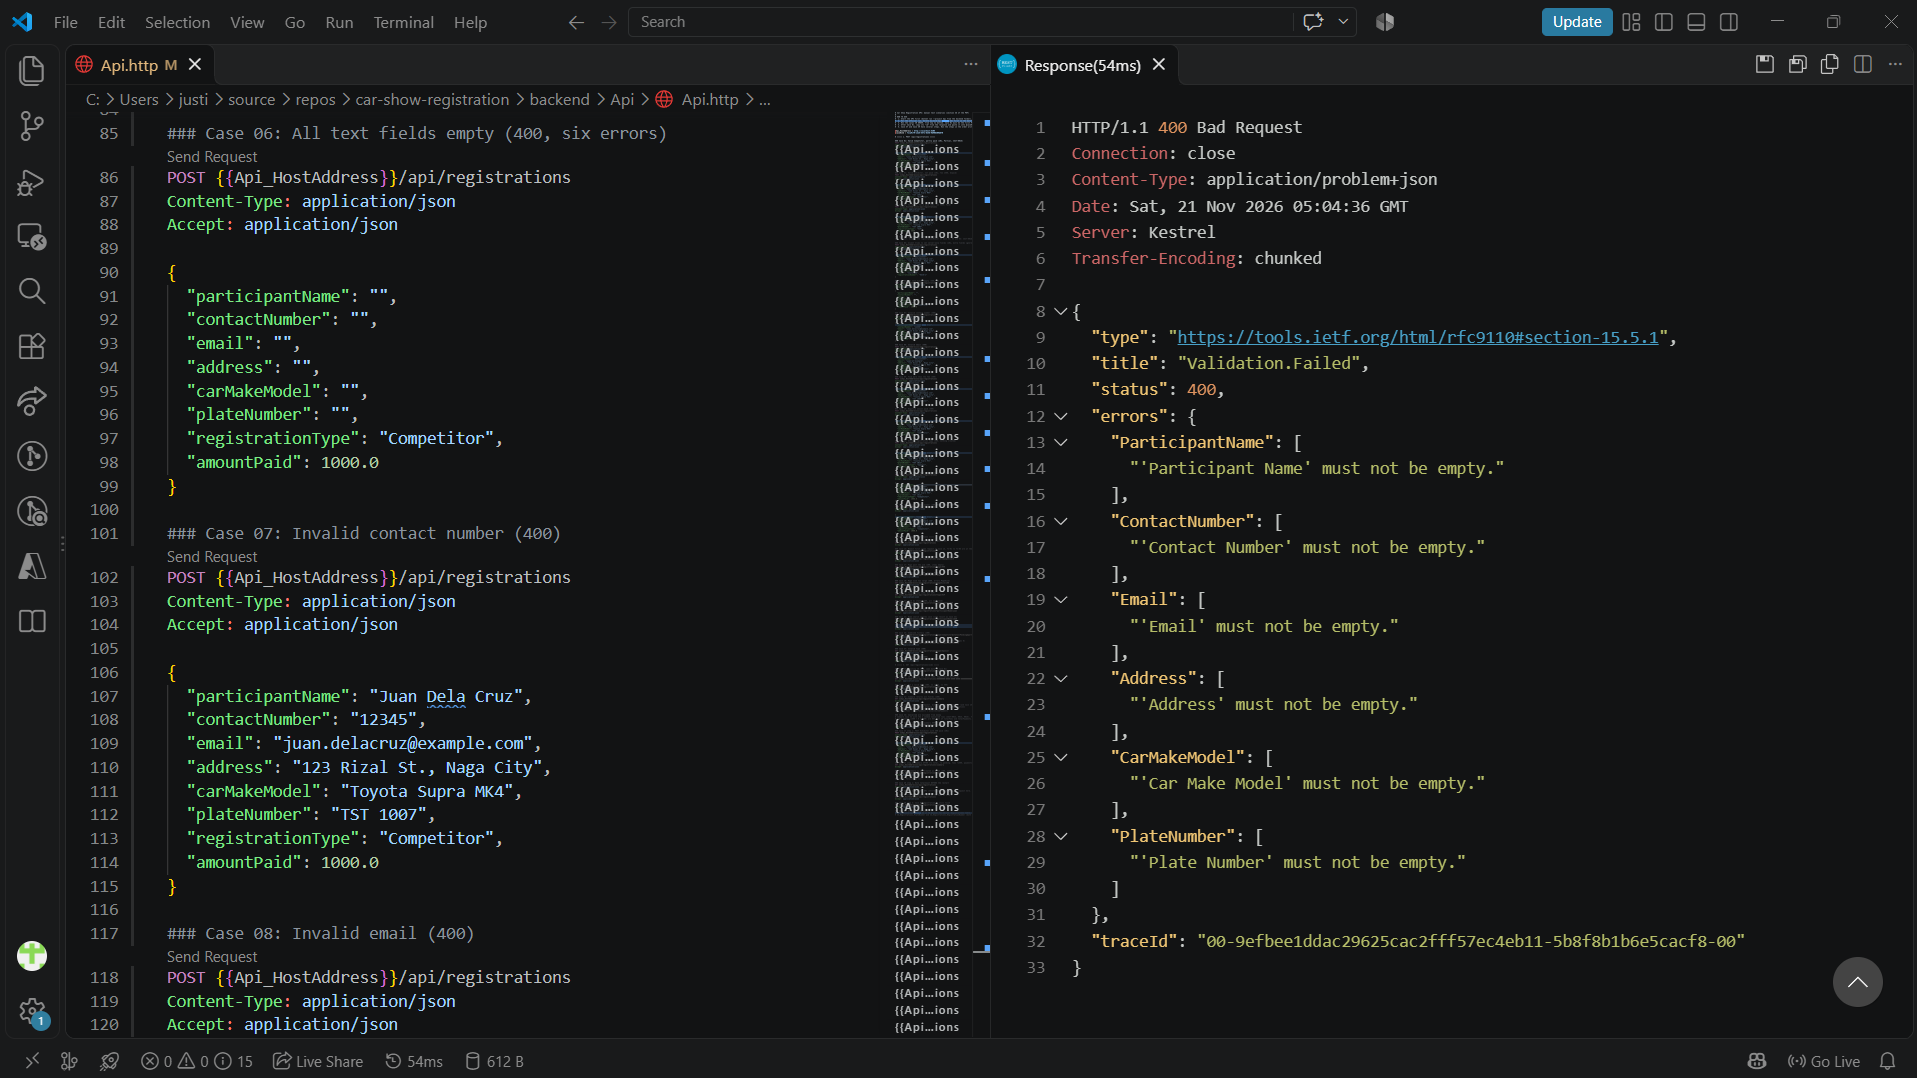 File Edit Selection View Go Run Terminal Help
Search
Update
Api.http M
Response(54ms)
C: > Users > justi > source > repos > car-show-registration > backend > Api > Api.http > ...
85 ### Case 06: All text fields empty (400, six errors)
Send Request
86 POST {{Api_HostAddress}}/api/registrations
87 Content-Type: application/json
88 Accept: application/json
89
90 {
91 "participantName": "",
92 "contactNumber": "",
93 "email": "",
94 "address": "",
95 "carMakeModel": "",
96 "plateNumber": "",
97 "registrationType": "Competitor",
98 "amountPaid": 1000.0
99 }
100
101 ### Case 07: Invalid contact number (400)
Send Request
102 POST {{Api_HostAddress}}/api/registrations
103 Content-Type: application/json
104 Accept: application/json
105
106 {
107 "participantName": "Juan Dela Cruz",
108 "contactNumber": "12345",
109 "email": "juan.delacruz@example.com",
110 "address": "123 Rizal St., Naga City",
111 "carMakeModel": "Toyota Supra MK4",
112 "plateNumber": "TST 1007",
113 "registrationType": "Competitor",
114 "amountPaid": 1000.0
115 }
116
117 ### Case 08: Invalid email (400)
Send Request
118 POST {{Api_HostAddress}}/api/registrations
119 Content-Type: application/json
120 Accept: application/json
1 HTTP/1.1 400 Bad Request
2 Connection: close
3 Content-Type: application/problem+json
4 Date: Sat, 21 Nov 2026 05:04:36 GMT
5 Server: Kestrel
6 Transfer-Encoding: chunked
7
8 {
9 "type": "https://tools.ietf.org/html/rfc9110#section-15.5.1",
10 "title": "Validation.Failed",
11 "status": 400,
12 "errors": {
13 "ParticipantName": [
14 "'Participant Name' must not be empty."
15 ],
16 "ContactNumber": [
17 "'Contact Number' must not be empty."
18 ],
19 "Email": [
20 "'Email' must not be empty."
21 ],
22 "Address": [
23 "'Address' must not be empty."
24 ],
25 "CarMakeModel": [
26 "'Car Make Model' must not be empty."
27 ],
28 "PlateNumber": [
29 "'Plate Number' must not be empty."
30 ]
31 },
32 "traceId": "00-9efbee1ddac29625cac2fff57ec4eb11-5b8f8b1b6e5cacf8-00"
33 }
1
0 0 15 Live Share 54ms 612 B
Go Live